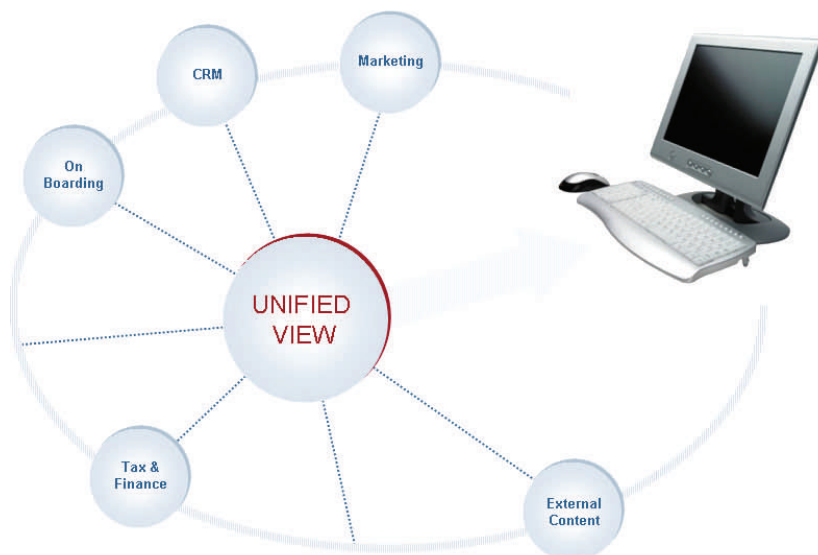 Marketing
CRM
On
Boarding
UNIFIED
VIEW
Tax &
Finance
External
Content